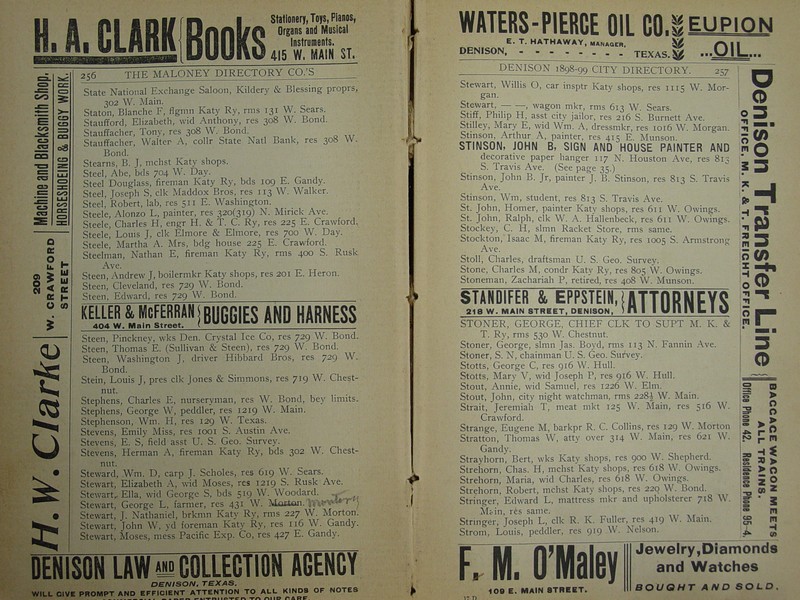 H. A. CLARK
Books
Stationery, Toys, Pianos,
Organs and Musical
Instruments.
415 W. MAIN ST.
256 THE MALONEY DIRECTORY CO.'S
State National Exchange Saloon, Kildery & Blessing proprs,
302 W. Main.
Staton, Blanche F, flgmn Katy Ry, rms 131 W. Sears.
Staufford, Elizabeth, wid Anthony, res 308 W. Bond.
Stauffacher, Tony, res 308 W. Bond.
Stauffacher, Walter A, collr State Natl Bank, res 308 W.
Bond.
Stearns, B. J, mchst Katy shops.
Steel, Abe, bds 704 W. Day.
Steel Douglass, fireman Katy Ry, bds 109 E. Gandy.
Steel, Joseph S, clk Maddox Bros, res 113 W. Walker.
Steel, Robert, lab, res 511 E. Washington.
Steele, Alonzo L, painter, res 320(319) N. Mirick Ave.
Steele, Charles H, engr H. & T. C. Ry, res 225 E. Crawford.
Steele, Louis J, clk Elmore & Elmore, res 700 W. Day.
Steele, Martha A. Mrs, bdg house 225 E. Crawford.
Steelman, Nathan E, fireman Katy Ry, rms 400 S. Rusk
Ave.
Steen, Andrew J, boilermkr Katy shops, res 201 E. Heron.
Steen, Cleveland, res 729 W. Bond.
Steen, Edward, res 729 W. Bond.
KELLER & McFERRAN
404 W. Main Street.
BUGGIES AND HARNESS
Steen, Pinckney, wks Den. Crystal Ice Co, res 729 W. Bond.
Steen, Thomas E. (Sullivan & Steen), res 729 W. Bond.
Steen, Washington J, driver Hibbard Bros, res 729 W.
Bond.
Stein, Louis J, pres clk Jones & Simmons, res 719 W. Chest-
nut.
Stephens, Charles E, nurseryman, res W. Bond, bey limits.
Stephens, George W, peddler, res 1219 W. Main.
Stephenson, Wm. H, res 129 W. Texas.
Stevens, Emily Miss, res 1001 S. Austin Ave.
Stevens, E. S, field asst U. S. Geo. Survey.
Stevens, Herman A, fireman Katy Ry, bds 302 W. Chest-
nut.
Steward, Wm. D, carp J. Scholes, res 619 W. Sears.
Stewart, Elizabeth A, wid Moses, res 1219 S. Rusk Ave.
Stewart, Ella, wid George S, bds 519 W. Woodard.
Stewart, George L, farmer, res 431 W. Morton.
Stewart, J. Nathaniel, brkmn Katy Ry, rms 227 W. Morton.
Stewart, John W, yd foreman Katy Ry, res 116 W. Gandy.
Stewart, Moses, mess Pacific Exp. Co, res 427 E. Gandy.
Machine and Blacksmith Shop.
HORSESHOEING & BUGGY WORK.
209
W. CRAWFORD
STREET
H. W. Clarke
DENISON LAW AND COLLECTION AGENCY
DENISON, TEXAS,
WILL GIVE PROMPT AND EFFICIENT ATTENTION TO ALL KINDS OF NOTES
COMMERCIAL PAPER ENTRUSTED TO OUR CARE.
WATERS-PIERCE OIL CO.
E. T. HATHAWAY, MANAGER,
DENISON, - - - - - - - - - TEXAS.
EUPION
...OIL...
DENISON 1898-99 CITY DIRECTORY. 257
Stewart, Willis O, car insptr Katy shops, res 1115 W. Mor-
gan.
Stewart, — —, wagon mkr, rms 613 W. Sears.
Stiff, Philip H, asst city jailor, res 216 S. Burnett Ave.
Stilley, Mary E, wid Wm. A, dressmkr, res 1016 W. Morgan.
Stinson, Arthur A, painter, res 415 E. Munson.
STINSON, JOHN B, SIGN AND HOUSE PAINTER AND
decorative paper hanger 117 N. Houston Ave, res 813
S. Travis Ave. (See page 35.)
Stinson, John B. Jr, painter J. B. Stinson, res 813 S. Travis
Ave.
Stinson, Wm, student, res 813 S. Travis Ave.
St. John, Homer, painter Katy shops, res 611 W. Owings.
St. John, Ralph, clk W. A. Hallenbeck, res 611 W. Owings.
Stockey, C. H, slmn Racket Store, rms same.
Stockton, Isaac M, fireman Katy Ry, res 1005 S. Armstrong
Ave.
Stoll, Charles, draftsman U. S. Geo. Survey.
Stone, Charles M, condr Katy Ry, res 805 W. Owings.
Stoneman, Zachariah P, retired, res 408 W. Munson.
STANDIFER & EPPSTEIN,
218 W. MAIN STREET, DENISON,
ATTORNEYS
STONER, GEORGE, CHIEF CLK TO SUPT M. K. &
T. Ry, rms 530 W. Chestnut.
Stoner, George, slmn Jas. Boyd, rms 113 N. Fannin Ave.
Stoner, S. N, chainman U. S. Geo. Survey.
Stotts, George C, res 916 W. Hull.
Stotts, Mary V, wid Joseph P, res 916 W. Hull.
Stout, Annie, wid Samuel, res 1226 W. Elm.
Stout, John, city night watchman, rms 228½ W. Main.
Strait, Jeremiah T, meat mkt 125 W. Main, res 516 W.
Crawford.
Strange, Eugene M, barkpr R. C. Collins, res 129 W. Morton
Stratton, Thomas W, atty over 314 W. Main, res 621 W.
Gandy.
Strayhorn, Bert, wks Katy shops, res 900 W. Shepherd.
Strehorn, Chas. H, mchst Katy shops, res 618 W. Owings.
Strehorn, Maria, wid Charles, res 618 W. Owings.
Strehorn, Robert, mchst Katy shops, res 229 W. Bond.
Stringer, Edward L, mattress mkr and upholsterer 718 W.
Main, res same.
Stringer, Joseph L, clk R. K. Fuller, res 419 W. Main.
Strom, Louis, peddler, res 919 W. Nelson.
Denison Transfer Line
OFFICE, M. K. & T. FREIGHT OFFICE.
BAGGAGE WAGON MEETS
ALL TRAINS.
Office Phone 42. Residence Phone 95-4.
F. M. O'Maley
109 E. MAIN STREET.
Jewelry, Diamonds
and Watches
BOUGHT AND SOLD.